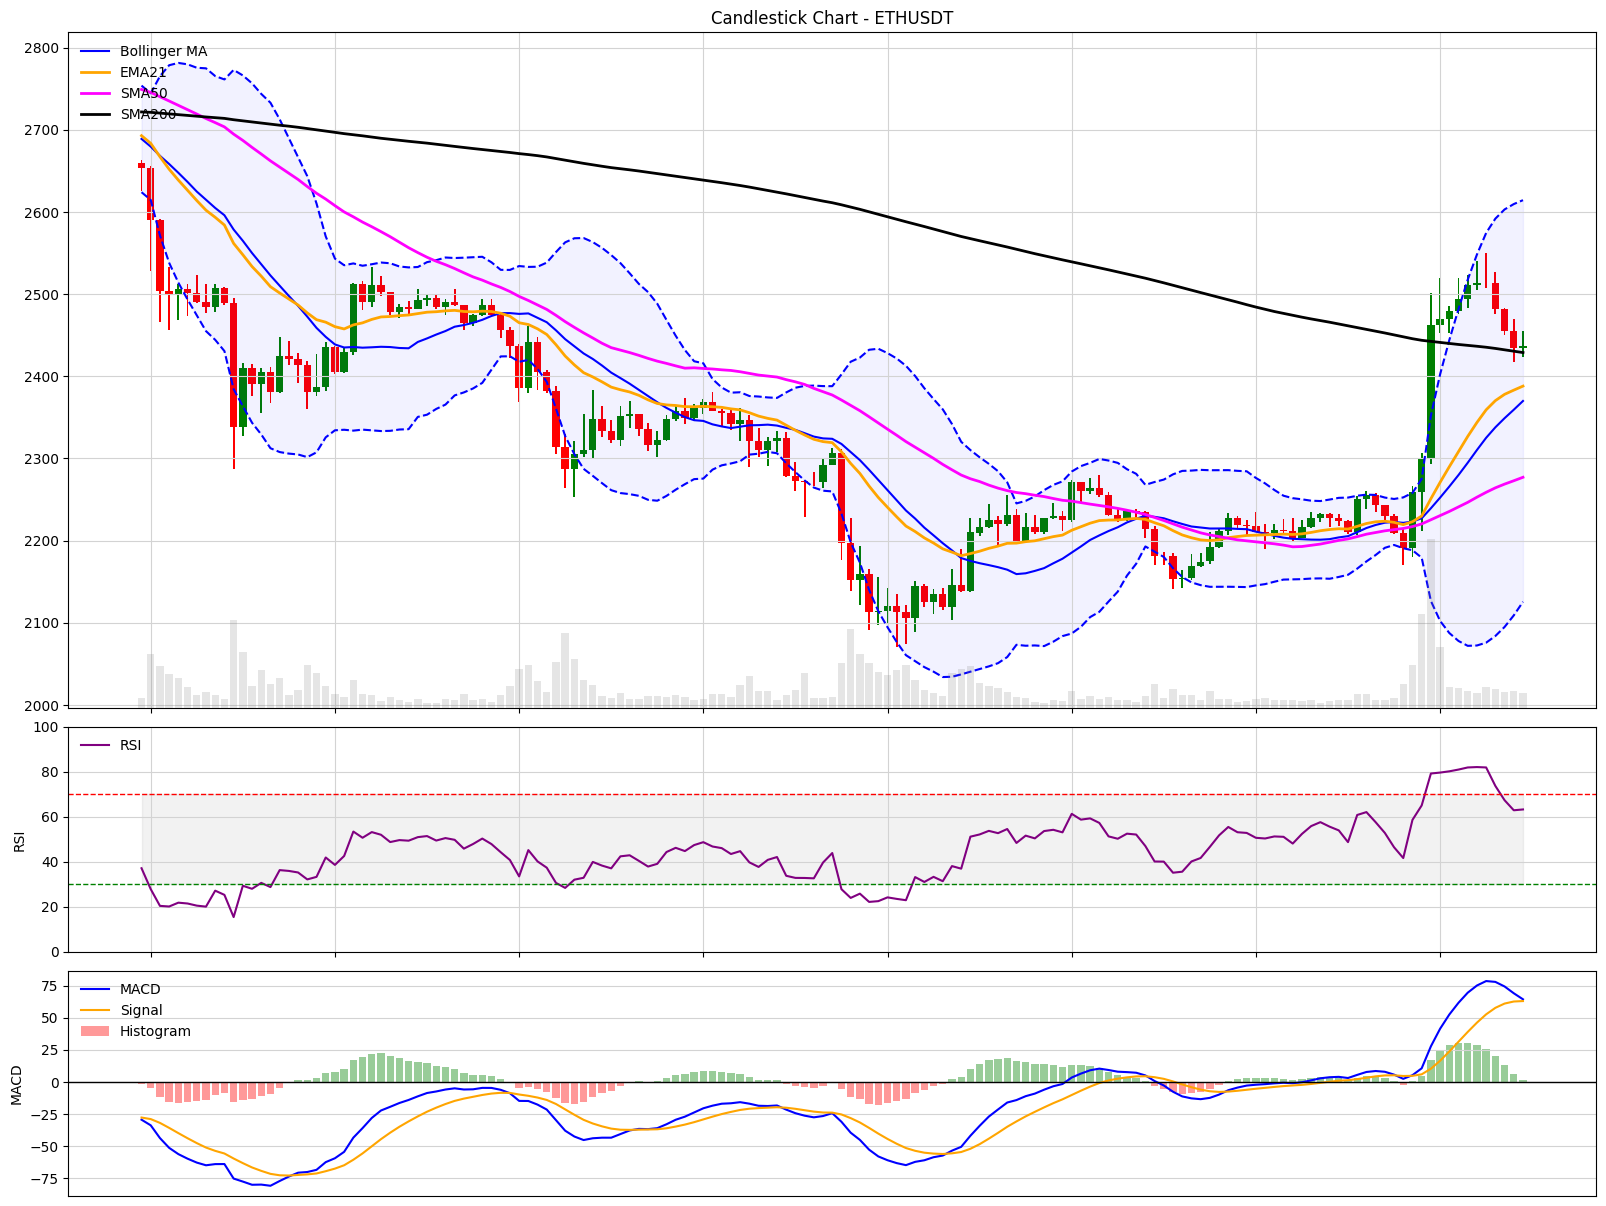 Candlestick Chart - ETHUSDT
Bollinger MA
EMA21
SMA50
SMA200
2800
2700
2600
2500
2400
2300
2200
2100
2000
RSI
100
80
60
40
20
0
RSI
MACD
Signal
Histogram
75
50
25
0
−25
−50
−75
MACD